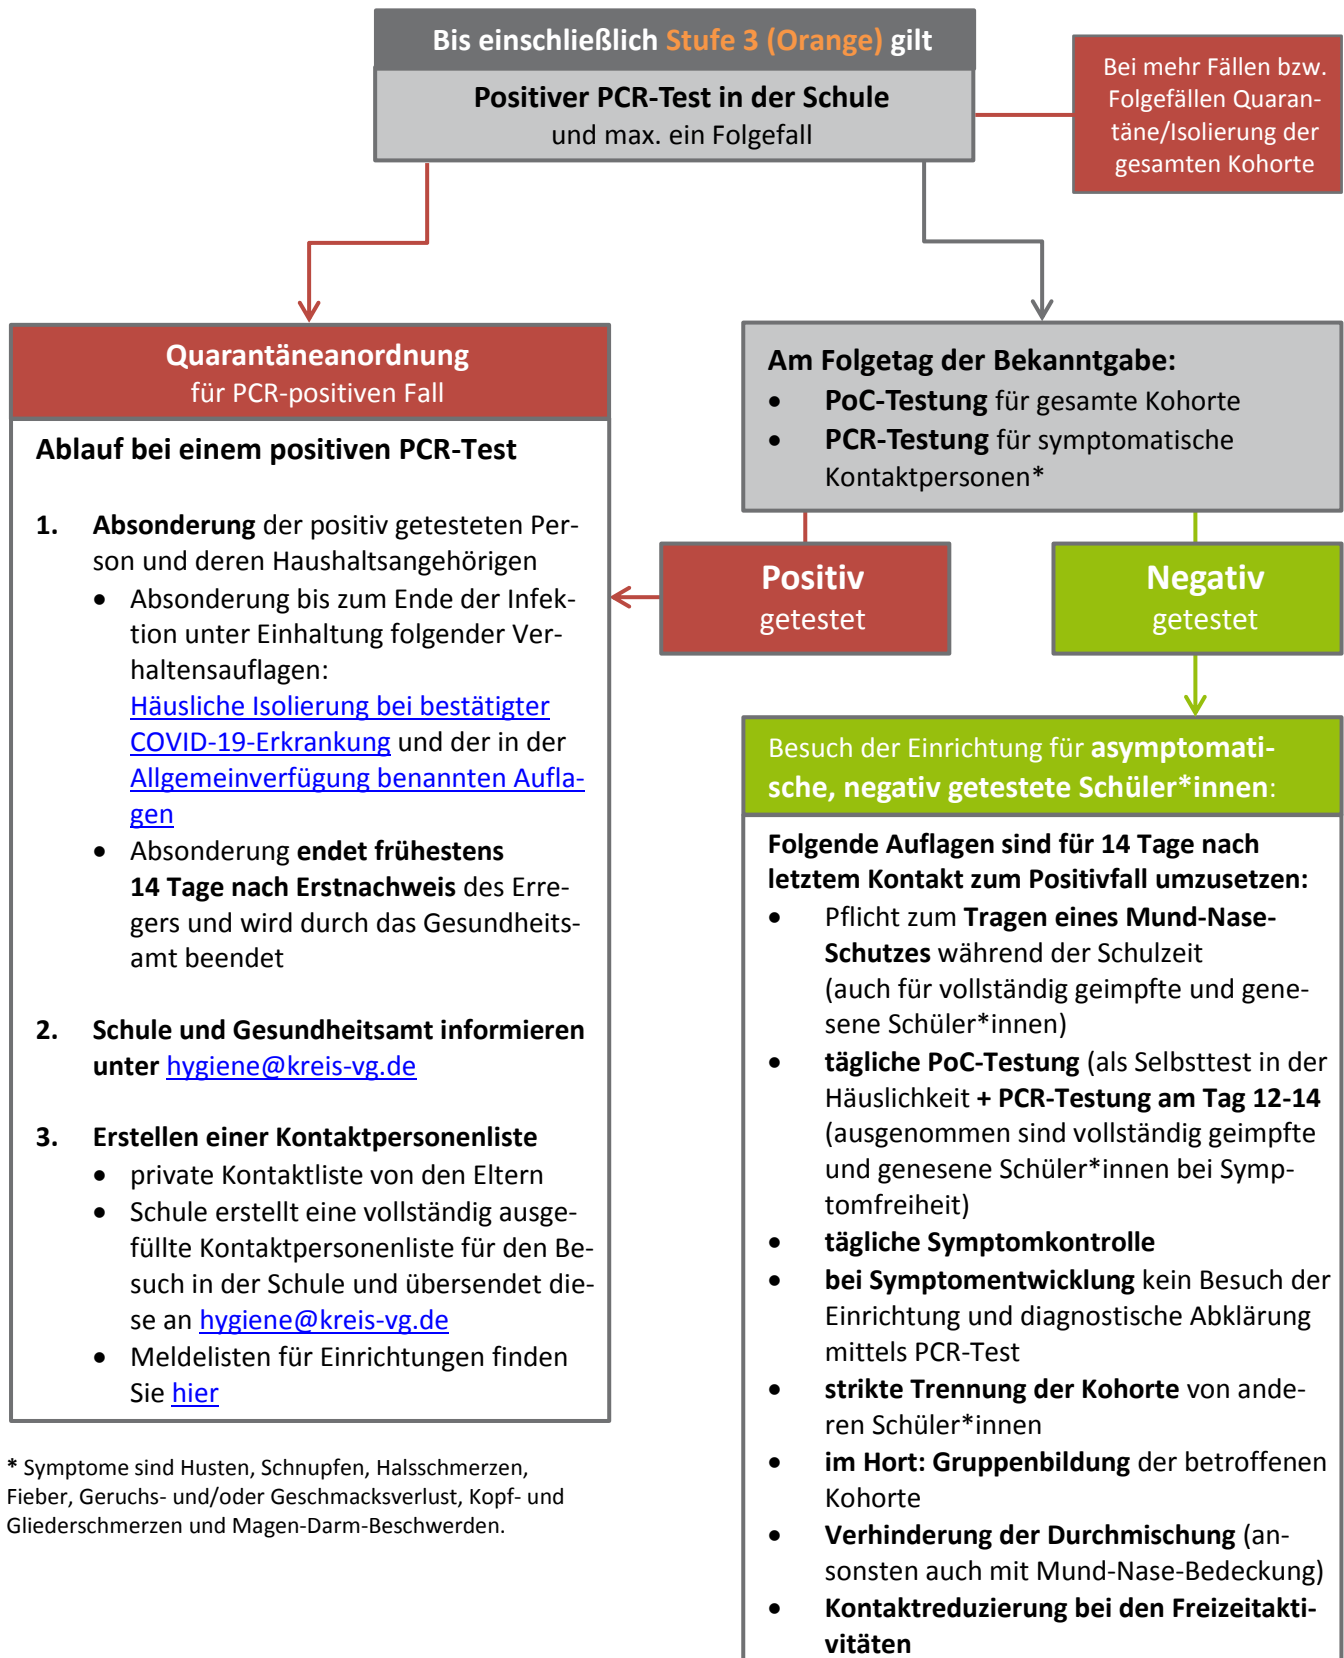 Bis einschließlich Stufe 3 (Orange) gilt
Positiver PCR-Test in der Schule
und max. ein Folgefall
Bei mehr Fällen bzw.
Folgefällen Quaran-
täne/Isolierung der
gesamten Kohorte
Quarantäneanordnung
für PCR-positiven Fall
Ablauf bei einem positiven PCR-Test
1. Absonderung der positiv getesteten Per-
son und deren Haushaltsangehörigen
• Absonderung bis zum Ende der Infek-
tion unter Einhaltung folgender Ver-
haltensauflagen:
Häusliche Isolierung bei bestätigter
COVID-19-Erkrankung und der in der
Allgemeinverfügung benannten Aufla-
gen
• Absonderung endet frühestens
14 Tage nach Erstnachweis des Erre-
gers und wird durch das Gesundheits-
amt beendet
2. Schule und Gesundheitsamt informieren
unter hygiene@kreis-vg.de
3. Erstellen einer Kontaktpersonenliste
• private Kontaktliste von den Eltern
• Schule erstellt eine vollständig ausge-
füllte Kontaktpersonenliste für den Be-
such in der Schule und übersendet die-
se an hygiene@kreis-vg.de
• Meldelisten für Einrichtungen finden
Sie hier
* Symptome sind Husten, Schnupfen, Halsschmerzen,
Fieber, Geruchs- und/oder Geschmacksverlust, Kopf- und
Gliederschmerzen und Magen-Darm-Beschwerden.
Am Folgetag der Bekanntgabe:
• PoC-Testung für gesamte Kohorte
• PCR-Testung für symptomatische
Kontaktpersonen*
Positiv
getestet
Negativ
getestet
Besuch der Einrichtung für asymptomati-
sche, negativ getestete Schüler*innen:
Folgende Auflagen sind für 14 Tage nach
letztem Kontakt zum Positivfall umzusetzen:
• Pflicht zum Tragen eines Mund-Nase-
Schutzes während der Schulzeit
(auch für vollständig geimpfte und gene-
sene Schüler*innen)
• tägliche PoC-Testung (als Selbsttest in der
Häuslichkeit + PCR-Testung am Tag 12-14
(ausgenommen sind vollständig geimpfte
und genesene Schüler*innen bei Symp-
tomfreiheit)
• tägliche Symptomkontrolle
• bei Symptomentwicklung kein Besuch der
Einrichtung und diagnostische Abklärung
mittels PCR-Test
• strikte Trennung der Kohorte von ande-
ren Schüler*innen
• im Hort: Gruppenbildung der betroffenen
Kohorte
• Verhinderung der Durchmischung (an-
sonsten auch mit Mund-Nase-Bedeckung)
• Kontaktreduzierung bei den Freizeitakti-
vitäten